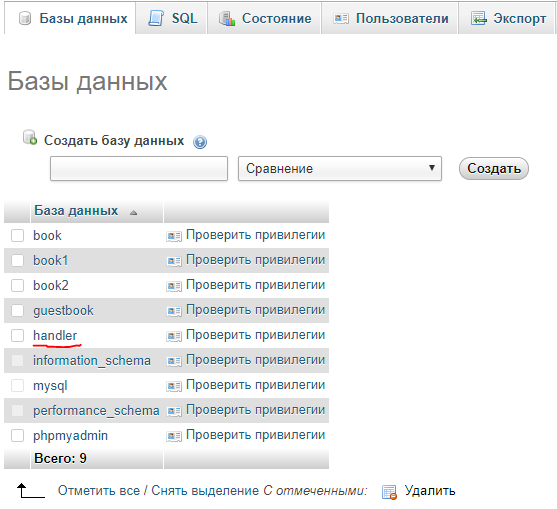 Базы данных SQL Состояние Пользователи Экспорт
Базы данных
Создать базу данных
Сравнение Создать
База данных
book Проверить привилегии
book1 Проверить привилегии
book2 Проверить привилегии
guestbook Проверить привилегии
handler Проверить привилегии
information_schema Проверить привилегии
mysql Проверить привилегии
performance_schema Проверить привилегии
phpmyadmin Проверить привилегии
Всего: 9
Отметить все / Снять выделение С отмеченными: Удалить